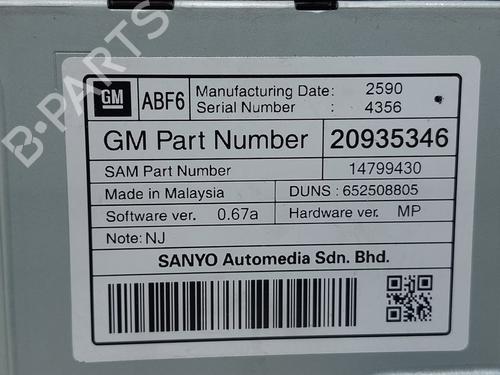 B-PARTS
GM ABF6 Manufacturing Date: 2590
Serial Number : 4356
GM Part Number 20935346
SAM Part Number 14799430
Made in Malaysia DUNS : 652508805
Software ver. 0.67a Hardware ver. MP
Note: NJ
SANYO Automedia Sdn. Bhd.